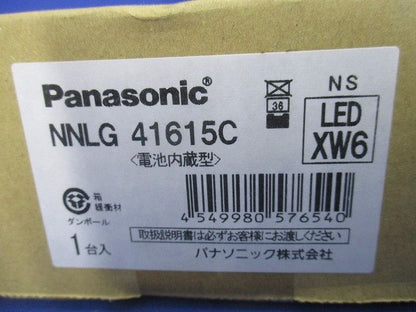 Panasonic®
NS
NNLG 41615C
36
LED
XW6
〈電池内蔵型〉
箱
緩衝材
ダンボール
1台入
4 549980 576540
取扱説明書は必ずお客様にお渡しください
パナソニック株式会社